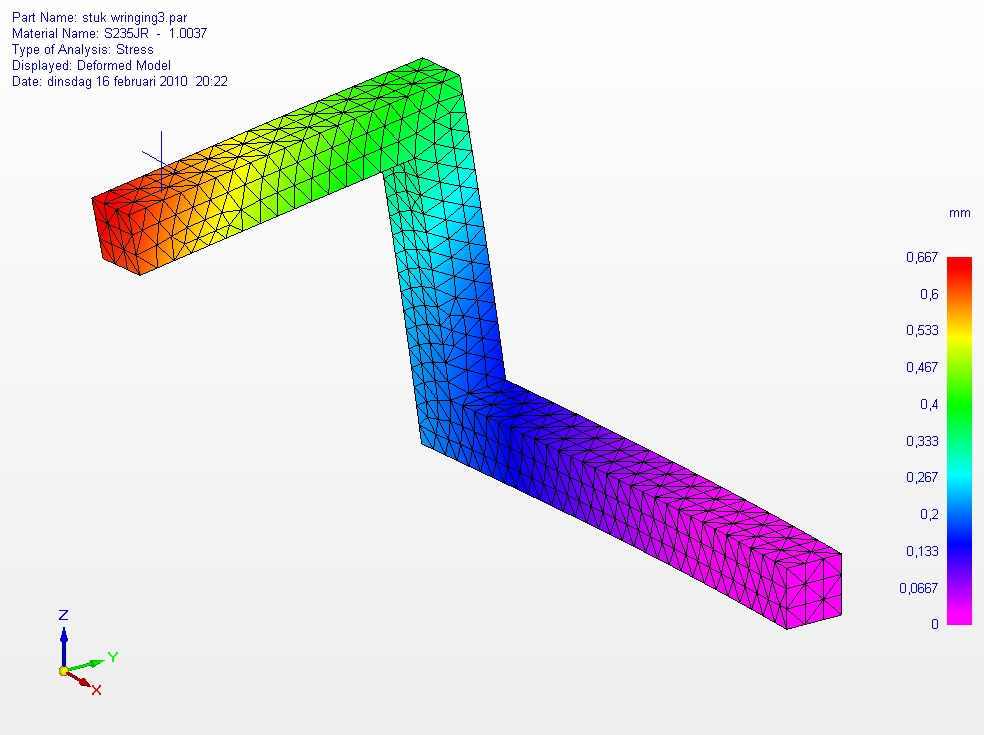 Part Name: stuk wringing3.par
Material Name: S235JR - 1.0037
Type of Analysis: Stress
Displayed: Deformed Model
Date: dinsdag 16 februari 2010 20:22
mm
0,667
0,6
0,533
0,467
0,4
0,333
0,267
0,2
0,133
0,0667
0
Z
Y
X